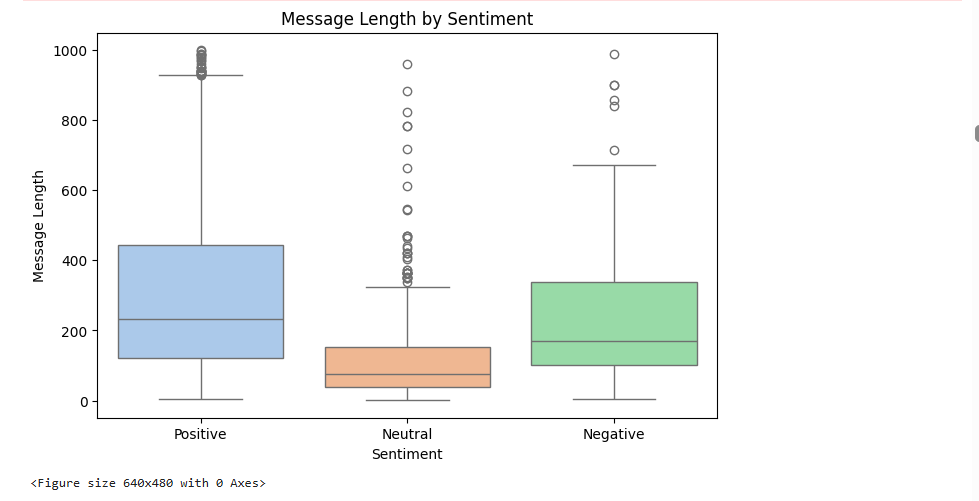 Message Length by Sentiment
1000
800
600
400
200
0
Message Length
Positive Neutral Negative
Sentiment
<Figure size 640x480 with 0 Axes>